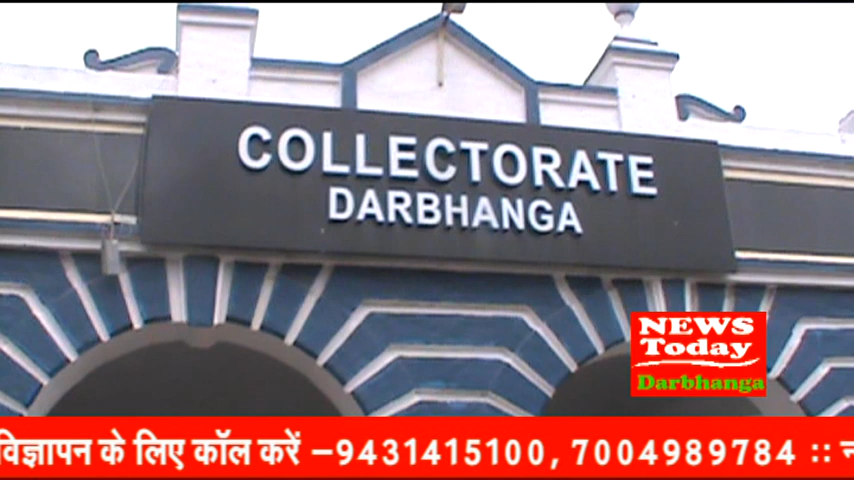 COLLECTORATE
DARBHANGA
NEWS
Today
Darbhanga
विज्ञापन के लिए कॉल करें –9431415100, 7004989784 ::